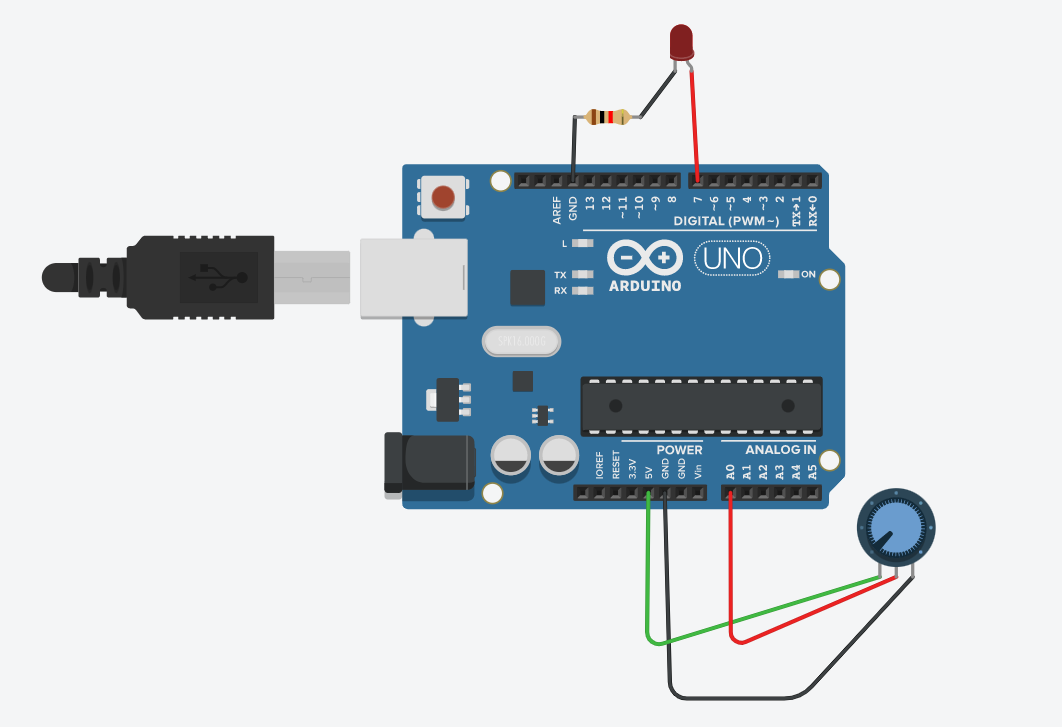 AREF
GND
13
12
~11
~10
~9
8
7
~6
~5
4
~3
2
TX→1
RX←0
DIGITAL (PWM~)
L
TX
RX
ARDUINO
UNO
ON
SPK16.000G
POWER
ANALOG IN
IOREF
RESET
3.3V
5V
GND
GND
Vin
A0
A1
A2
A3
A4
A5